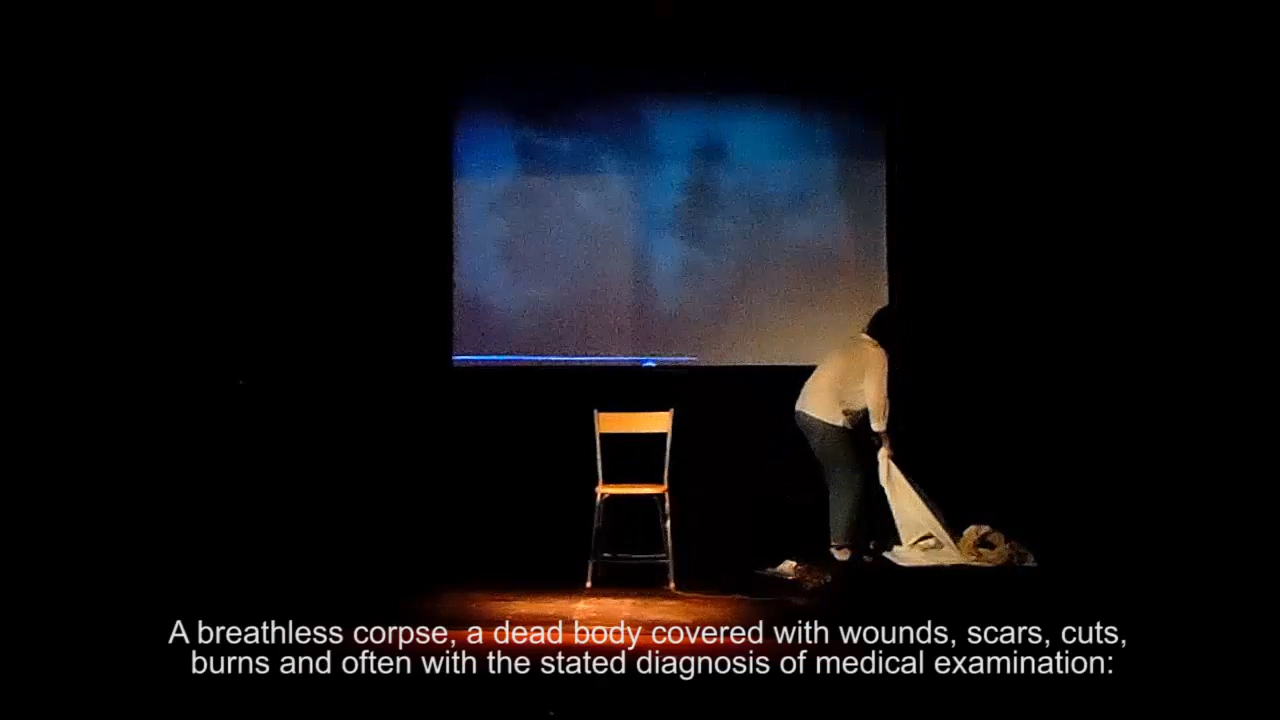 A breathless corpse, a dead body covered with wounds, scars, cuts,
burns and often with the stated diagnosis of medical examination: